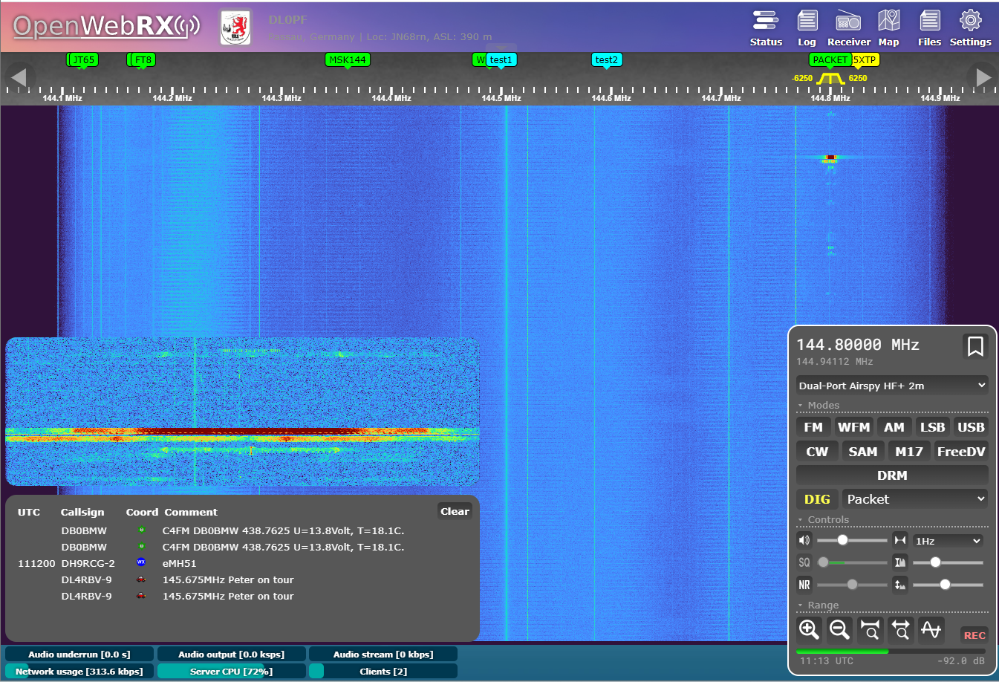 OpenWebRX
DL0PF
Passau, Germany | Loc: JN68rn, ASL: 390 m
Status Log Receiver Map Files Settings
JT65 FT8 MSK144 W test1 test2 PACKET 5XTP
-6250 6250
144.1 MHz 144.2 MHz 144.3 MHz 144.4 MHz 144.5 MHz 144.6 MHz 144.7 MHz 144.8 MHz 144.9 MHz
144.80000 MHz
144.94112 MHz
Dual-Port Airspy HF+ 2m
Modes
FM WFM AM LSB USB
CW SAM M17 FreeDV
DRM
DIG Packet
Controls
1Hz
SQ
NR
Range
REC
11:13 UTC -92.0 dB
UTC Callsign Coord Comment Clear
DB0BMW C4FM DB0BMW 438.7625 U=13.8Volt, T=18.1C.
DB0BMW C4FM DB0BMW 438.7625 U=13.8Volt, T=18.1C.
111200 DH9RCG-2 WX eMH51
DL4RBV-9 145.675MHz Peter on tour
DL4RBV-9 145.675MHz Peter on tour
Audio underrun [0.0 s] Audio output [0.0 ksps] Audio stream [0 kbps]
Network usage [313.6 kbps] Server CPU [72%] Clients [2]